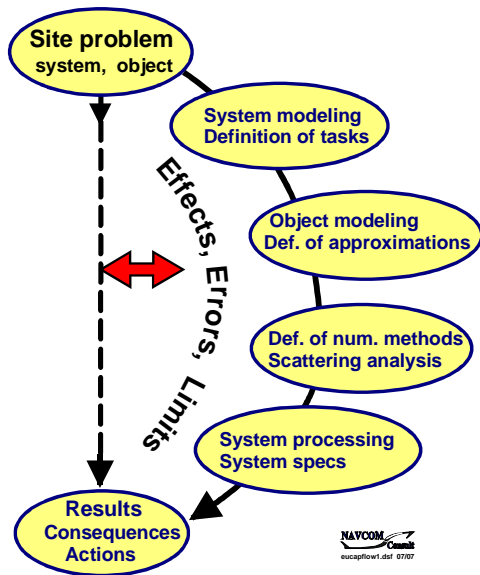 Site problem
system, object
System modeling
Definition of tasks
Effects, Errors, Limits
Object modeling
Def. of approximations
Def. of num. methods
Scattering analysis
System processing
System specs
Results
Consequences
Actions
NAVCOM
Consult
eucapflow1.dsf 07/07